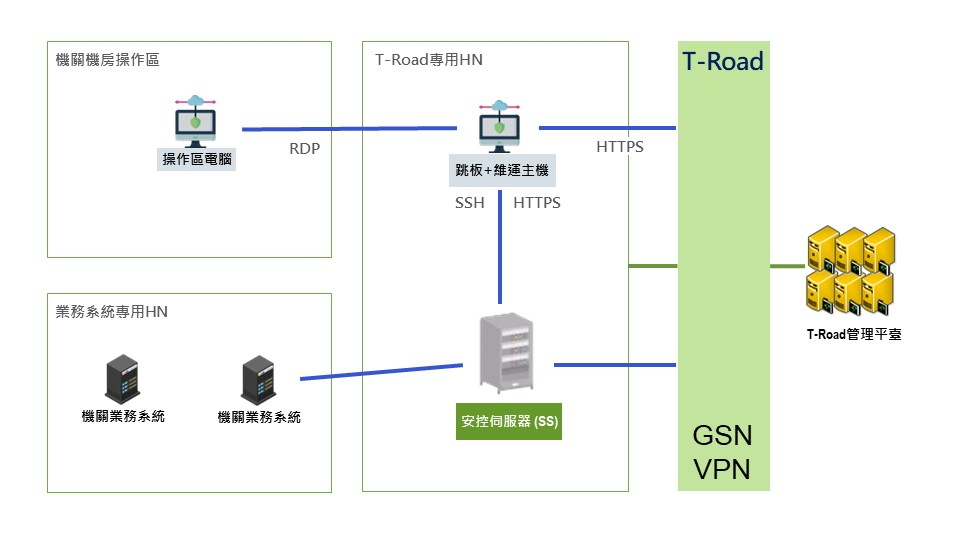 機關機房操作區
T-Road專用HN
T-Road
操作區電腦
RDP
跳板+維運主機
HTTPS
SSH
HTTPS
T-Road管理平臺
業務系統專用HN
機關業務系統
機關業務系統
安控伺服器 (SS)
GSN
VPN